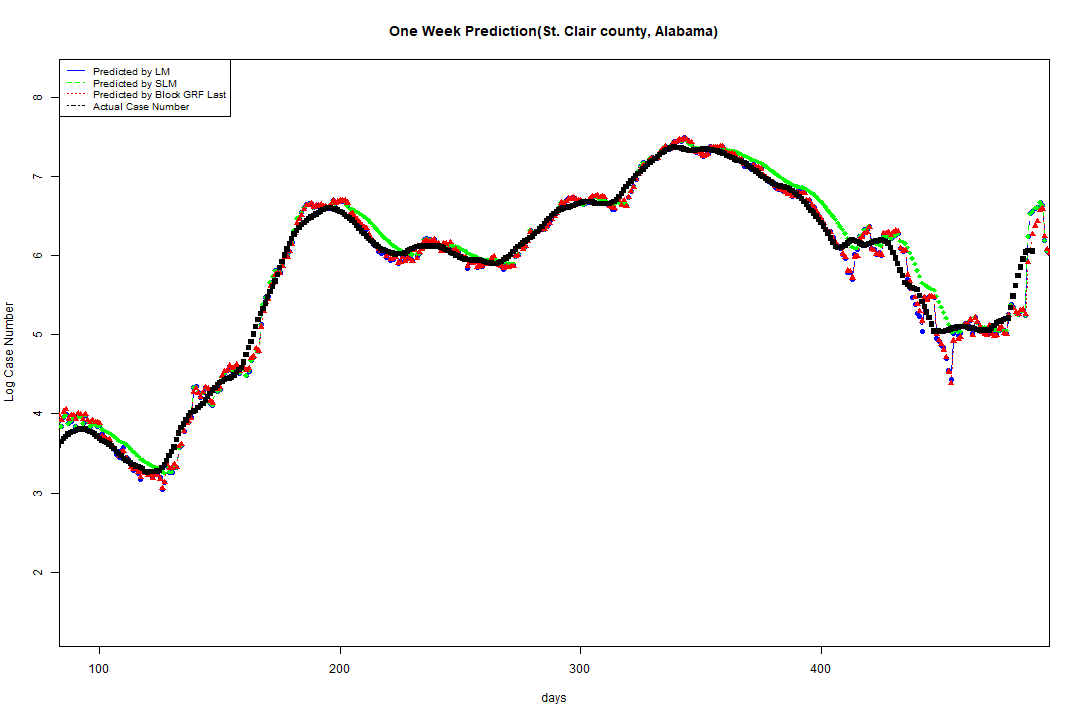 One Week Prediction(St. Clair county, Alabama)
Predicted by LM
Predicted by SLM
Predicted by Block GRF Last
Actual Case Number
8
7
6
5
4
3
2
Log Case Number
100 200 300 400
days